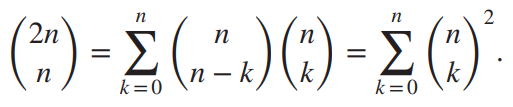 $$\binom{2n}{n} = \sum_{k=0}^{n} \binom{n}{n-k} \binom{n}{k} = \sum_{k=0}^{n} \binom{n}{k}^2.$$